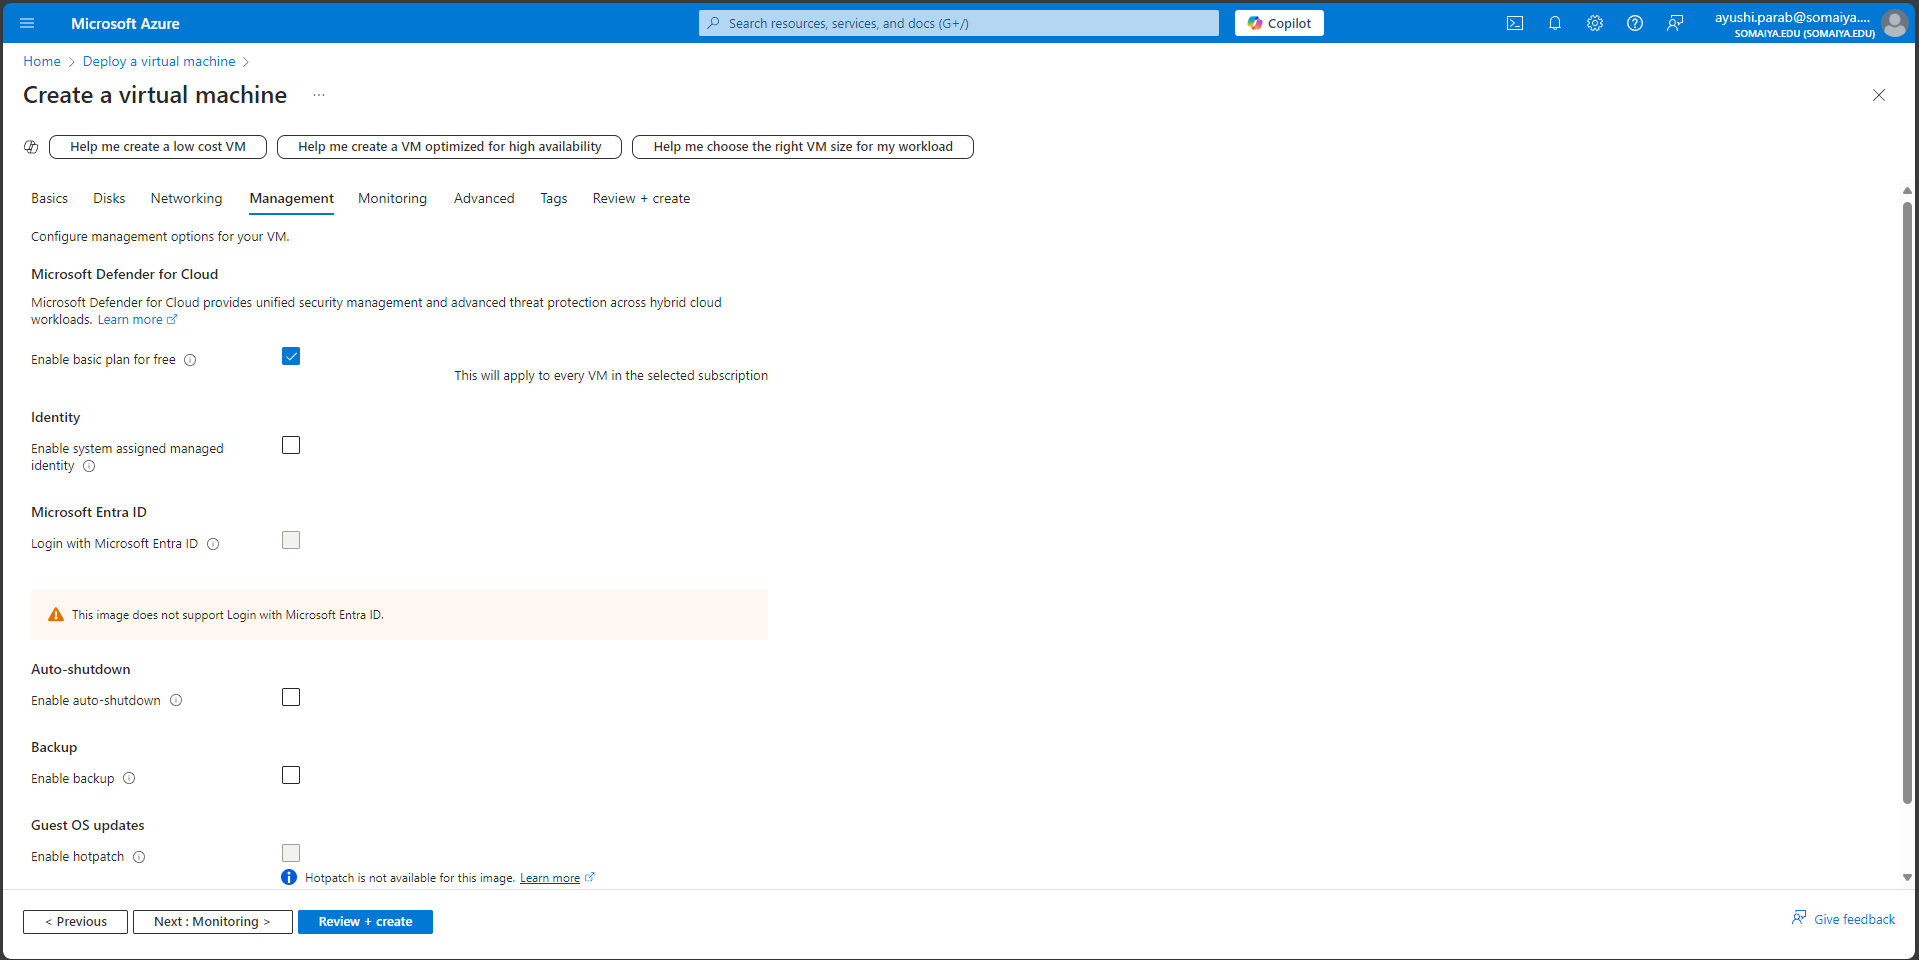 Microsoft Azure
Search resources, services, and docs (G+/)
Copilot
ayushi.parab@somaiya....
SOMAIYA.EDU (SOMAIYA.EDU)
Home > Deploy a virtual machine >
Create a virtual machine ...
Help me create a low cost VM
Help me create a VM optimized for high availability
Help me choose the right VM size for my workload
Basics Disks Networking Management Monitoring Advanced Tags Review + create
Configure management options for your VM.
Microsoft Defender for Cloud
Microsoft Defender for Cloud provides unified security management and advanced threat protection across hybrid cloud
workloads. Learn more
Enable basic plan for free
This will apply to every VM in the selected subscription
Identity
Enable system assigned managed
identity
Microsoft Entra ID
Login with Microsoft Entra ID
This image does not support Login with Microsoft Entra ID.
Auto-shutdown
Enable auto-shutdown
Backup
Enable backup
Guest OS updates
Enable hotpatch
Hotpatch is not available for this image. Learn more
< Previous
Next : Monitoring >
Review + create
Give feedback